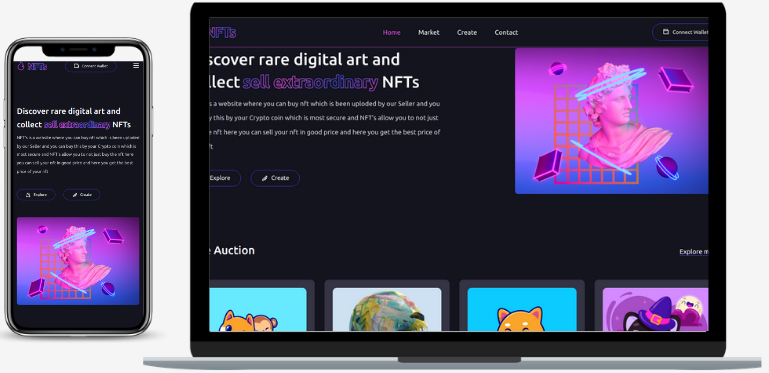 NFTs
Connect Wallet
Discover rare digital art and
collect sell extraordinary NFTs
NFT's is a website where you can buy nft which is been uploded
by our Seller and you can buy this by your Crypto coin which is
most secure and NFT's allow you to not just buy the nft here
you can sell your nft in good price and here you get the best
price of your nft
Explore
Create
NFTs
Home Market Create Contact
Connect Wallet
scover rare digital art and
llect sell extraordinary NFTs
s a website where you can buy nft which is been uploded by our Seller and you
y this by your Crypto coin which is most secure and NFT's allow you to not just
e nft here you can sell your nft in good price and here you get the best price of
ft
Explore
Create
e Auction
Explore m